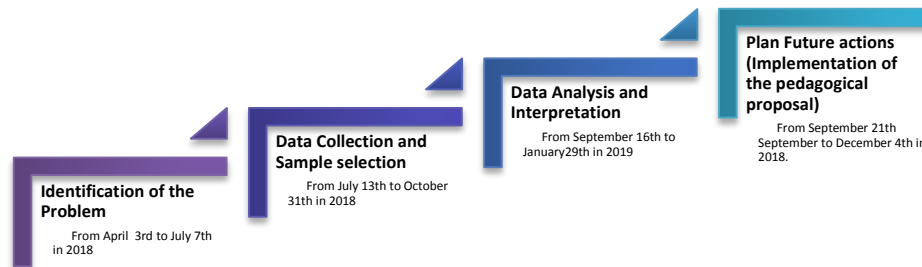 Identification of the
Problem
From April 3rd to July 7th
in 2018
Data Collection and
Sample selection
From July 13th to October
31th in 2018
Data Analysis and
Interpretation
From September 16th to
January29th in 2019
Plan Future actions
(Implementation of
the pedagogical
proposal)
From September 21th
September to December 4th in
2018.